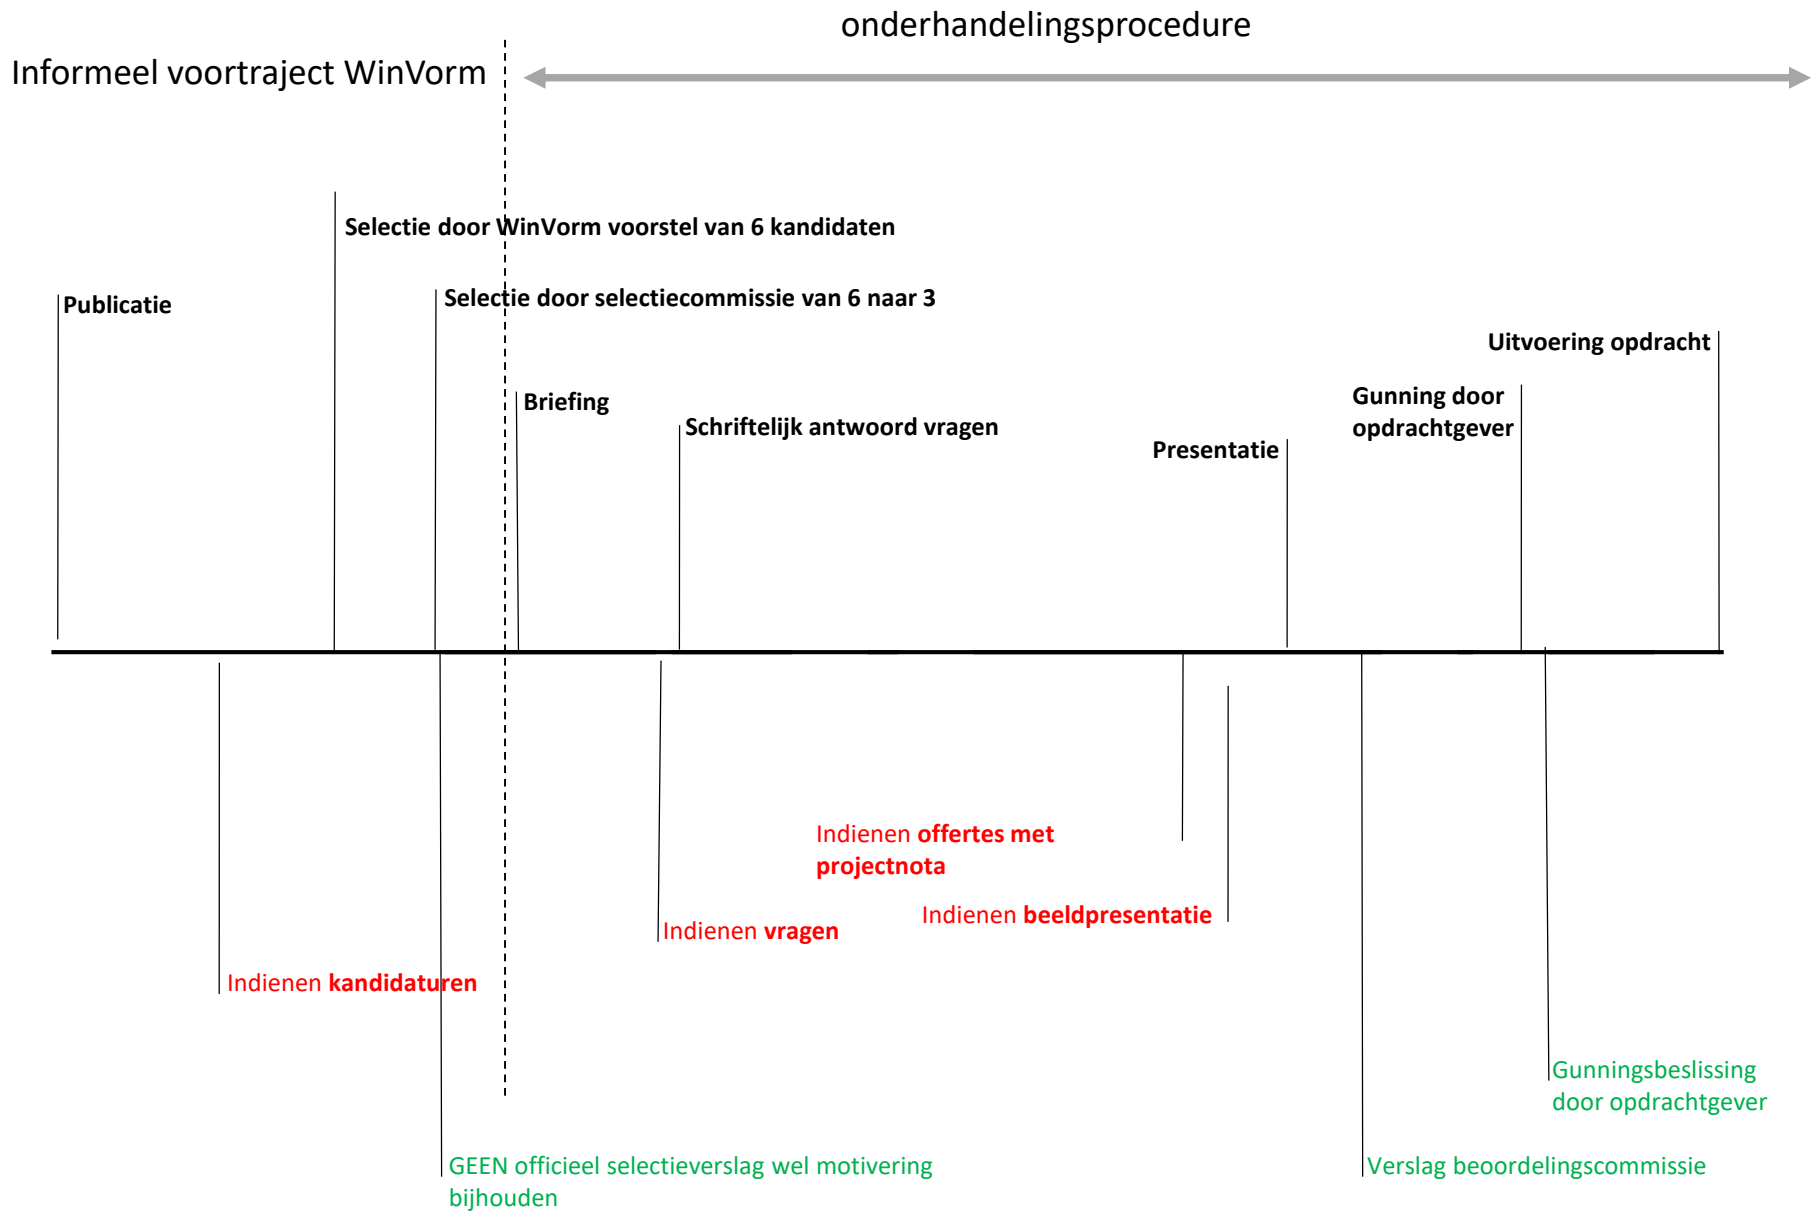 onderhandelingsprocedure
Informeel voortraject WinVorm
Selectie door WinVorm voorstel van 6 kandidaten
Publicatie
Selectie door selectiecommissie van 6 naar 3
Uitvoering opdracht
Briefing
Gunning door
opdrachtgever
Schriftelijk antwoord vragen
Presentatie
Indienen offertes met
projectnota
Indienen beeldpresentatie
Indienen vragen
Indienen kandidaturen
Gunningsbeslissing
door opdrachtgever
GEEN officieel selectieverslag wel motivering
bijhouden
Verslag beoordelingscommissie